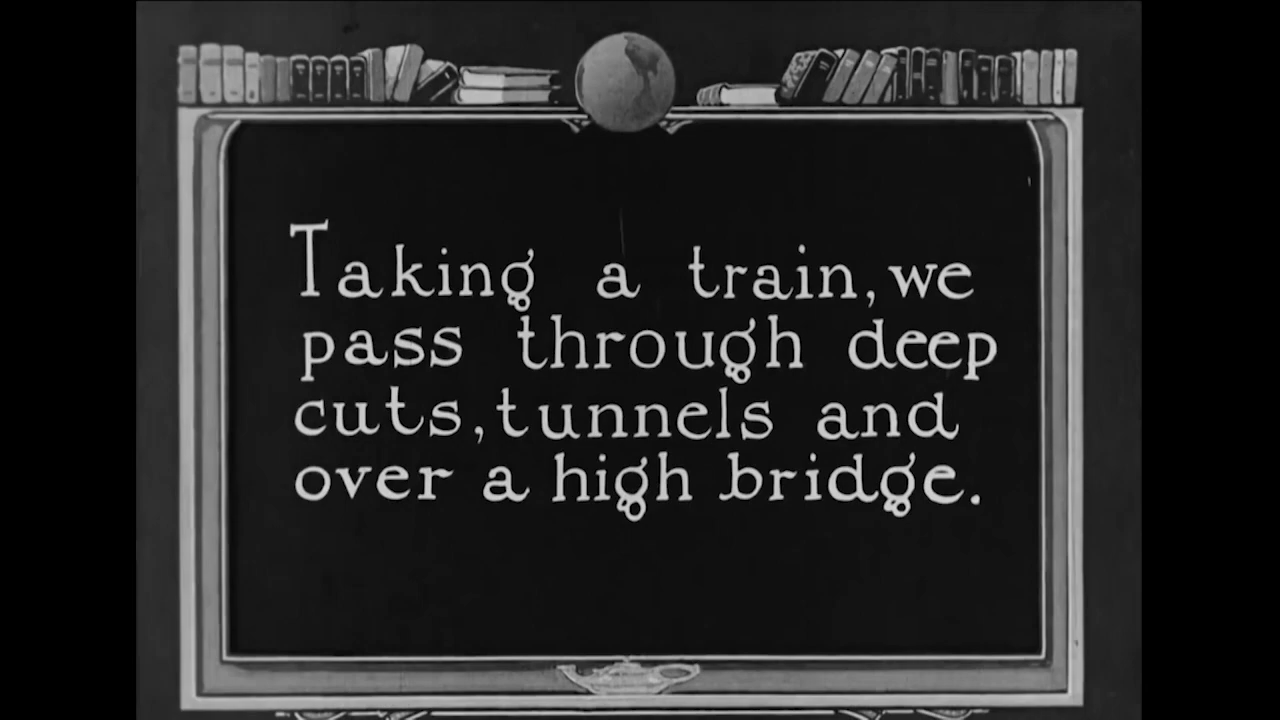 Taking a train, we
pass through deep
cuts, tunnels and
over a high bridge.